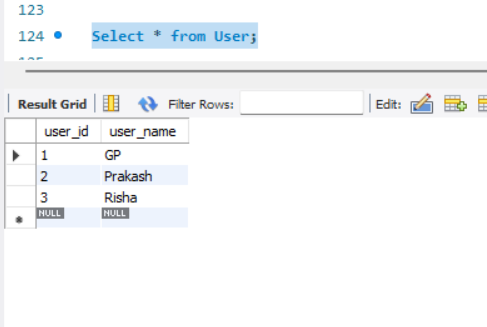 123
124 Select * from User;
Result Grid Filter Rows: Edit:
user_id user_name
1 GP
2 Prakash
3 Risha
NULL NULL